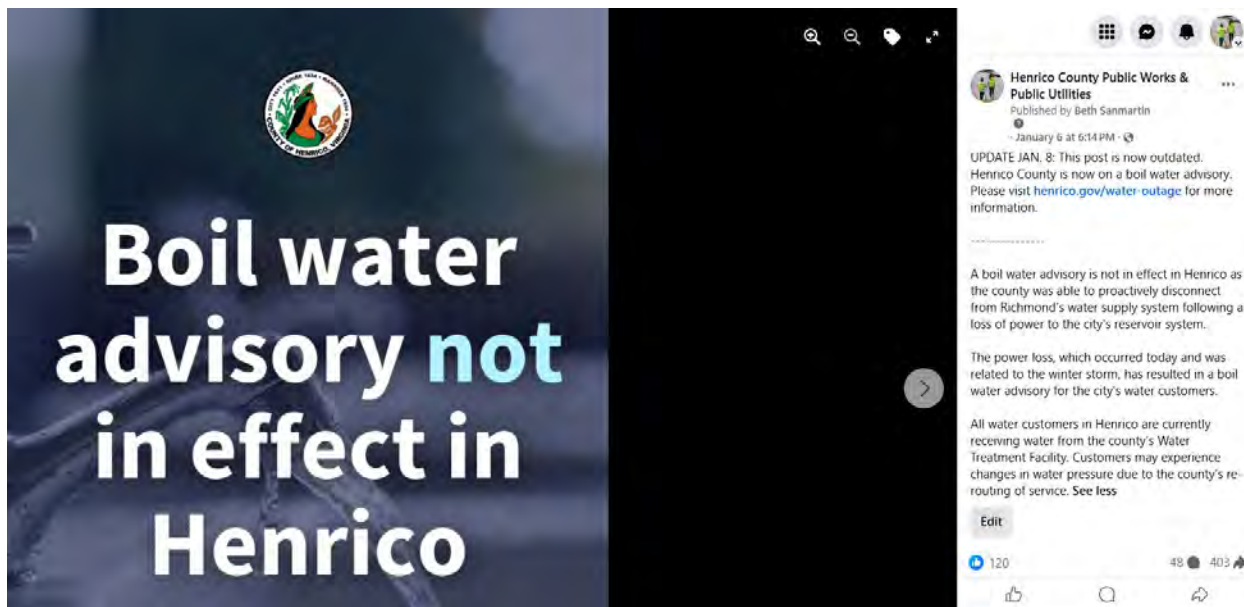 Boil water
advisory not
in effect in
Henrico
COUNTY OF HENRICO, VIRGINIA
Henrico County Public Works &
Public Utilities
Published by Beth Sanmartin
· January 6 at 6:14 PM ·
UPDATE JAN. 8: This post is now outdated.
Henrico County is now on a boil water advisory.
Please visit henrico.gov/water-outage for more
information.
---------------
A boil water advisory is not in effect in Henrico as
the county was able to proactively disconnect
from Richmond's water supply system following a
loss of power to the city's reservoir system.
The power loss, which occurred today and was
related to the winter storm, has resulted in a boil
water advisory for the city's water customers.
All water customers in Henrico are currently
receiving water from the county's Water
Treatment Facility. Customers may experience
changes in water pressure due to the county's re-
routing of service. See less
Edit
120
48
403